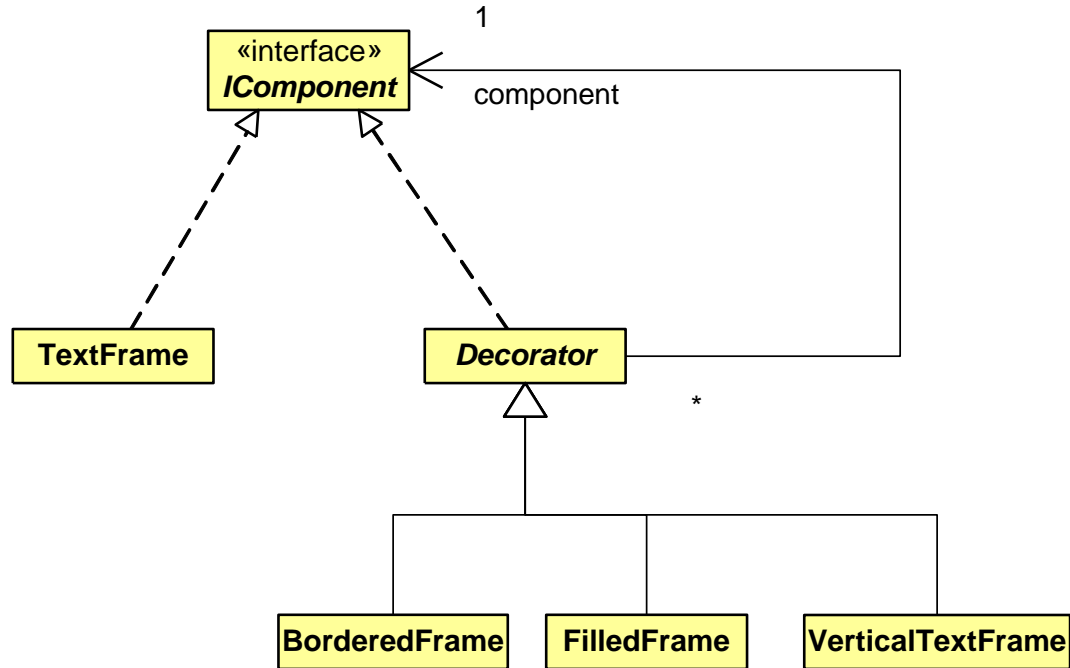 1
«interface»
IComponent
component
TextFrame
Decorator
*
BorderedFrame
FilledFrame
VerticalTextFrame